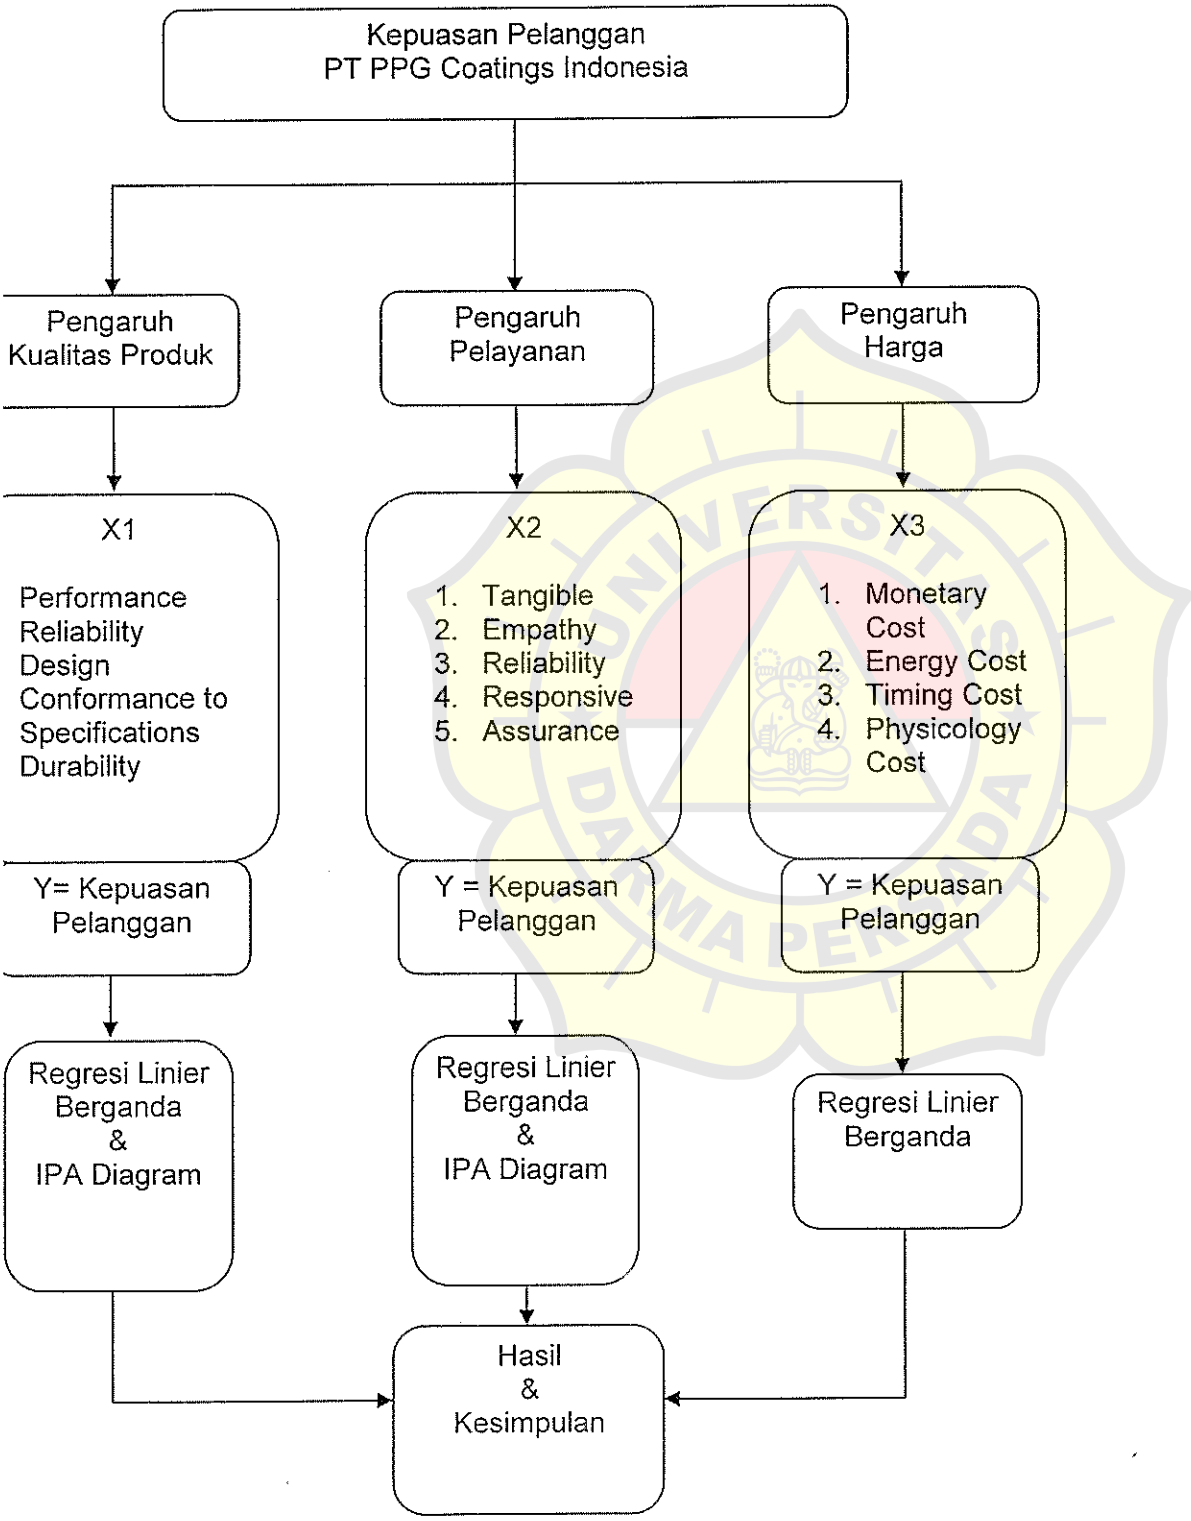 Kepuasan Pelanggan
PT PPG Coatings Indonesia
Pengaruh
Kualitas Produk
Pengaruh
Pelayanan
Pengaruh
Harga
X1
Performance
Reliability
Design
Conformance to
Specifications
Durability
X2
1. Tangible
2. Empathy
3. Reliability
4. Responsive
5. Assurance
X3
1. Monetary
Cost
2. Energy Cost
3. Timing Cost
4. Physicology
Cost
Y= Kepuasan
Pelanggan
Y = Kepuasan
Pelanggan
Y = Kepuasan
Pelanggan
Regresi Linier
Berganda
&
IPA Diagram
Regresi Linier
Berganda
&
IPA Diagram
Regresi Linier
Berganda
Hasil
&
Kesimpulan
UNIVERSITAS
DARMA PERSADA